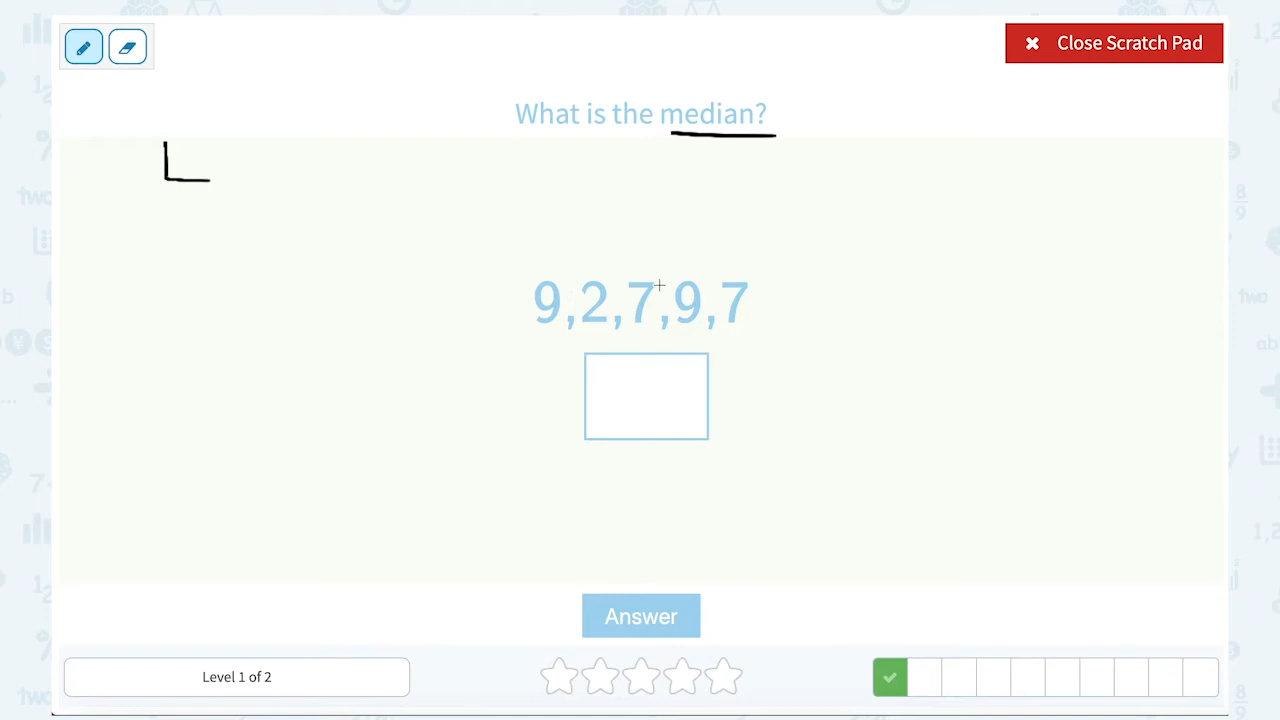 Close Scratch Pad
What is the median?
9,2,7,9,7
Answer
Level 1 of 2